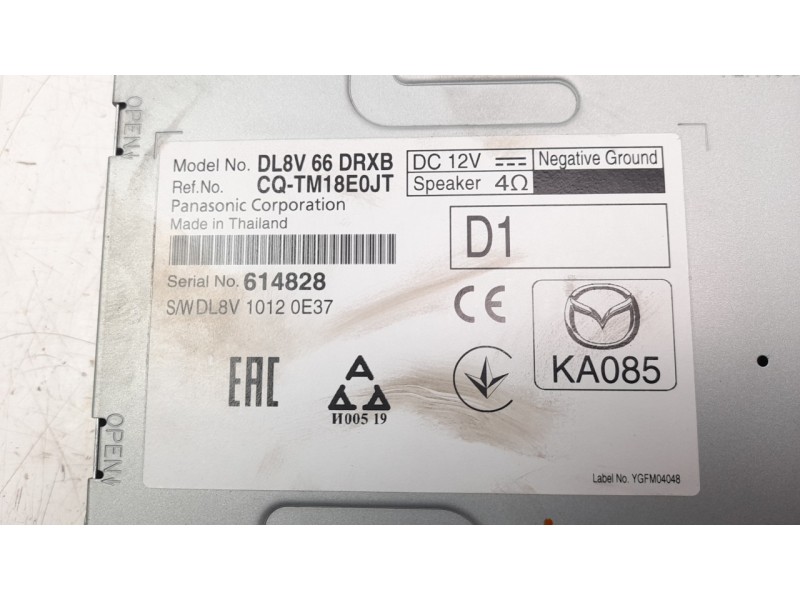 OPEN
Model No. DL8V 66 DRXB
DC 12V
Negative Ground
Ref.No. CQ-TM18E0JT
Speaker 4Ω
Panasonic Corporation
Made in Thailand
D1
Serial No. 614828
S/W DL8V 1012 0E37
CE
KA085
EAC
И005 19
OPEN
Label No. YGFM04048